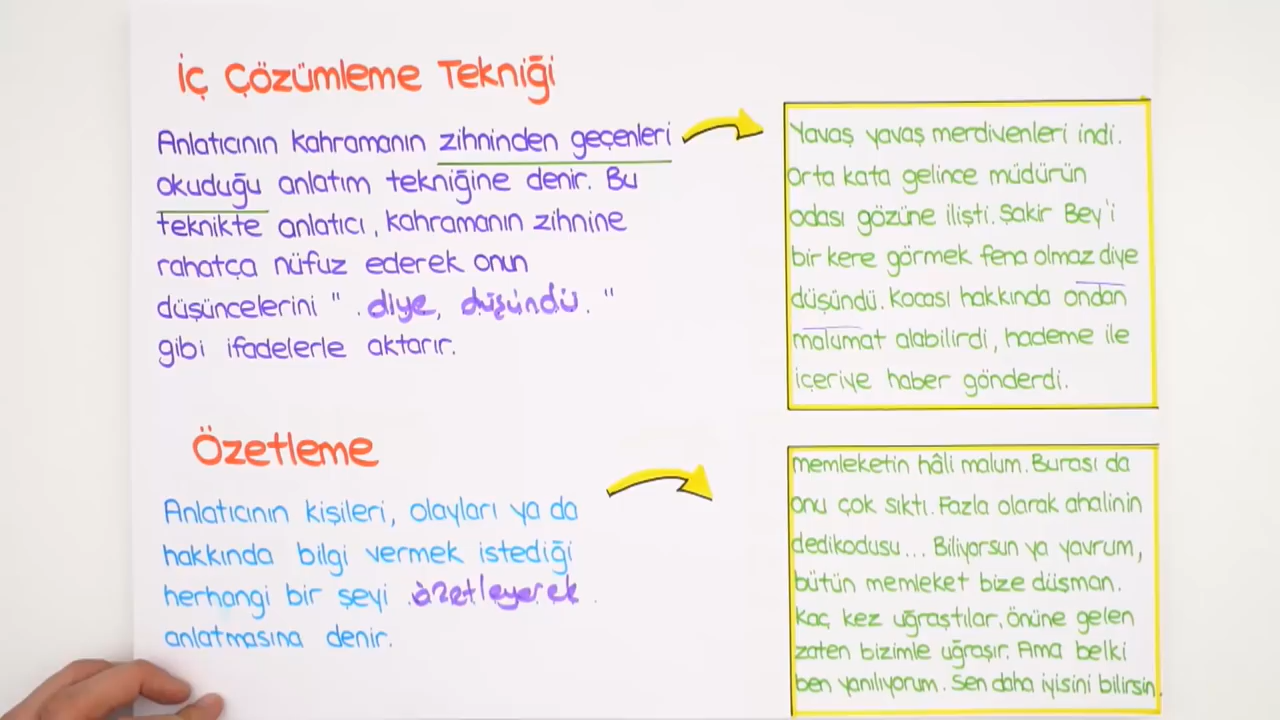 İç Çözümleme Tekniği
Anlatıcının kahramanın zihninden geçenleri
okuduğu anlatım tekniğine denir. Bu
teknikte anlatıcı, kahramanın zihnine
rahatça nüfuz ederek onun
düşüncelerini " . diye, düşündü . "
gibi ifadelerle aktarır.
Yavaş yavaş merdivenleri indi.
Orta kata gelince müdürün
odası gözüne ilişti. Şakir Bey'i
bir kere görmek fena olmaz diye
düşündü. Kocası hakkında ondan
malumat alabilirdi, hademe ile
içeriye haber gönderdi.
Özetleme
Anlatıcının kişileri, olayları ya da
hakkında bilgi vermek istediği
herhangi bir şeyi .özetleyerek .
anlatmasına denir.
memleketin hâli malum. Burası da
onu çok sıktı. Fazla olarak ahalinin
dedikodusu... Biliyorsun ya yavrum,
bütün memleket bize düşman.
Kaç kez uğraştılar, önüne gelen
zaten bizimle uğraşır. Ama belki
ben yanılıyorum. Sen daha iyisini bilirsin.